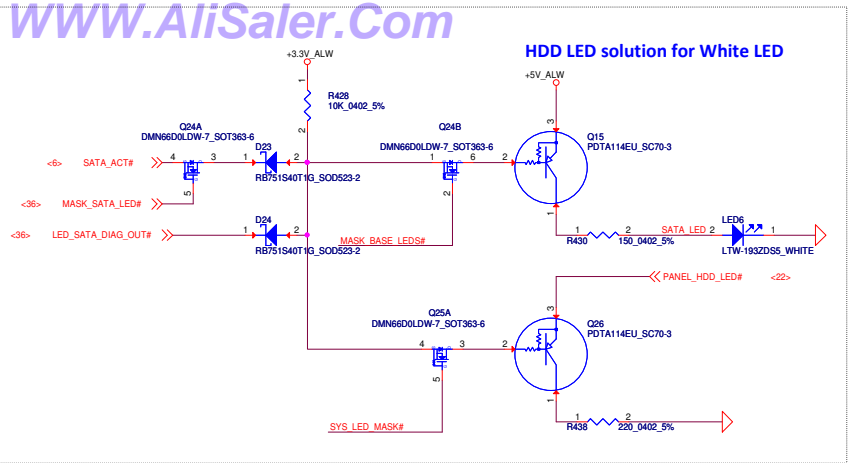 WWW.AliSaler.Com
HDD LED solution for White LED
+3.3V_ALW
+5V_ALW
1
R428
10K_0402_5%
2
Q24A
DMN66D0LDW-7_SOT363-6
Q24B
DMN66D0LDW-7_SOT363-6
3
Q15
PDTA114EU_SC70-3
<6>
SATA_ACT#
4
3
1
D23
2
1
6
2
RB751S40T1G_SOD523-2
5
2
<36>
MASK_SATA_LED#
1
<36>
LED_SATA_DIAG_OUT#
1
D24
2
RB751S40T1G_SOD523-2
MASK_BASE_LEDS#
R430
1
2
150_0402_5%
SATA_LED
2
LED6
1
LTW-193ZDS5_WHITE
PANEL_HDD_LED#
<22>
Q25A
DMN66D0LDW-7_SOT363-6
3
Q26
PDTA114EU_SC70-3
4
3
2
5
1
SYS_LED_MASK#
R438
1
2
220_0402_5%